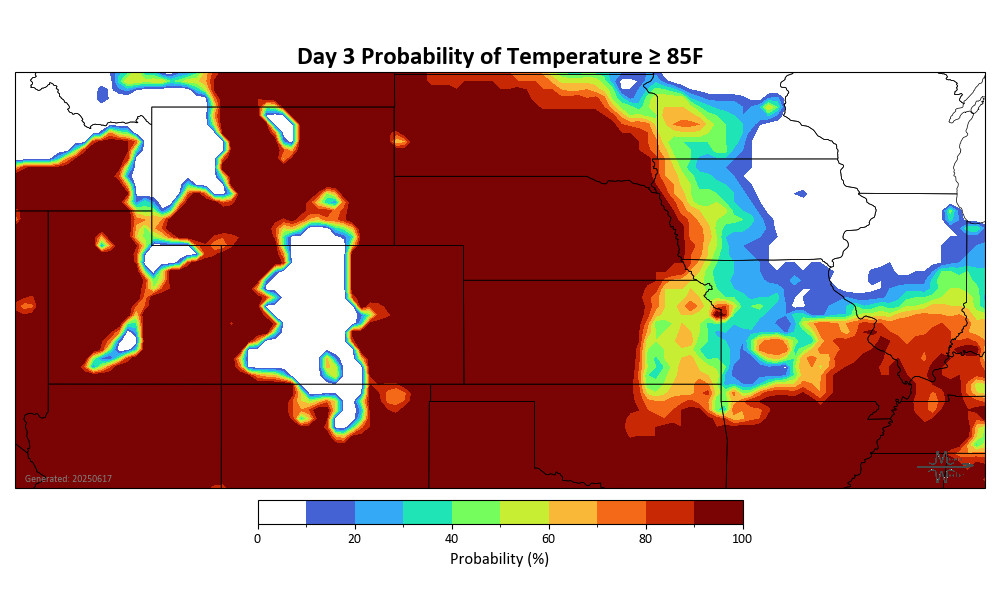 Day 3 Probability of Temperature ≥ 85F
Generated: 20250617
0 20 40 60 80 100
Probability (%)